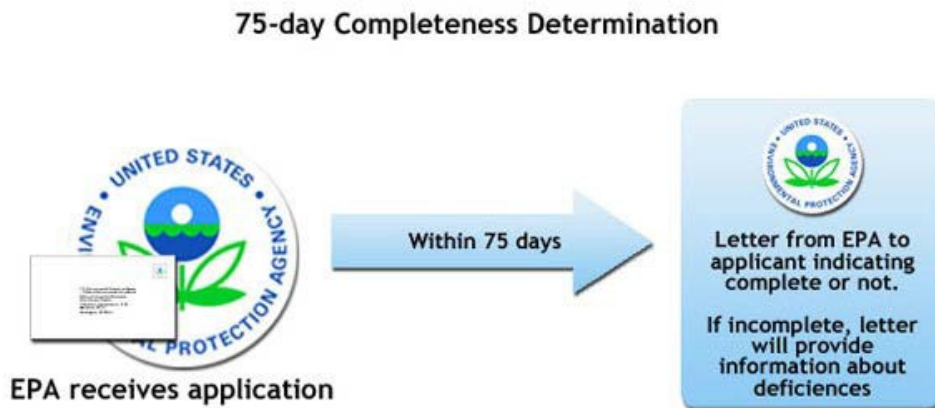 75-day Completeness Determination
UNITED STATES
ENVI
TAL PROTECTION AGENCY
EPA receives application
Within 75 days
UNITED STATES
ENVIRONMENTAL PROTECTION AGENCY
Letter from EPA to
applicant indicating
complete or not.
If incomplete, letter
will provide
information about
deficiences